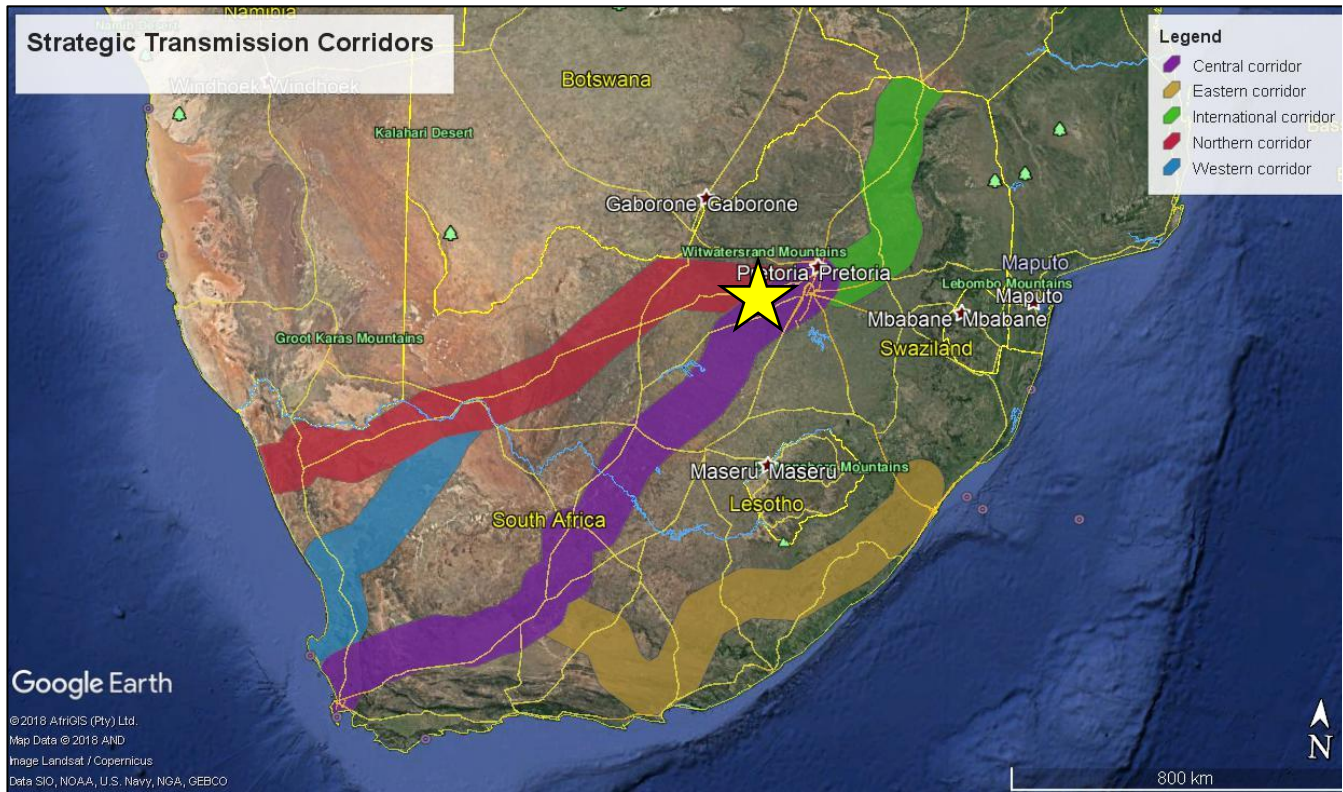 Namibia
Strategic Transmission Corridors
Windhoek Windhoek
Botswana
Kalahari Desert
Legend
Central corridor
Eastern corridor
International corridor
Northern corridor
Western corridor
Gaborone Gaborone
Witwatersrand Mountains
Pretoria Pretoria
Maputo
Lebombo Mountains
Maputo
Mbabane Mbabane
Groot Karas Mountains
Swaziland
Maseru Maseru
Mountains
Lesotho
South Africa
Google Earth
© 2018 AfriGIS (Pty) Ltd.
Map Data © 2018 AND
Image Landsat / Copernicus
Data SIO, NOAA, U.S. Navy, NGA, GEBCO
N
800 km